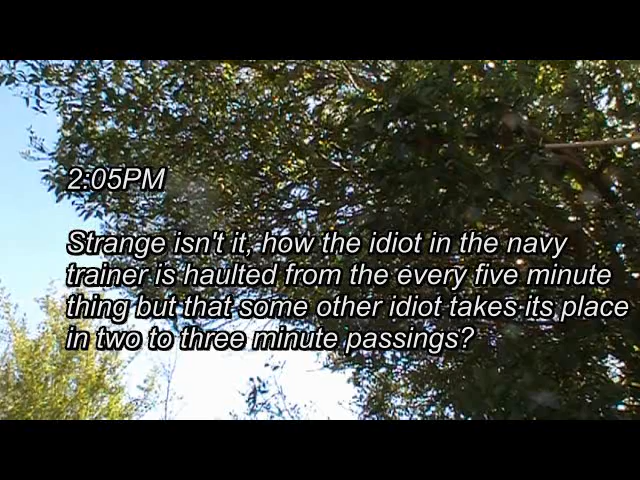 2:05PM
Strange isn't it, how the idiot in the navy
trainer is haulted from the every five minute
thing but that some other idiot takes its place
in two to three minute passings?